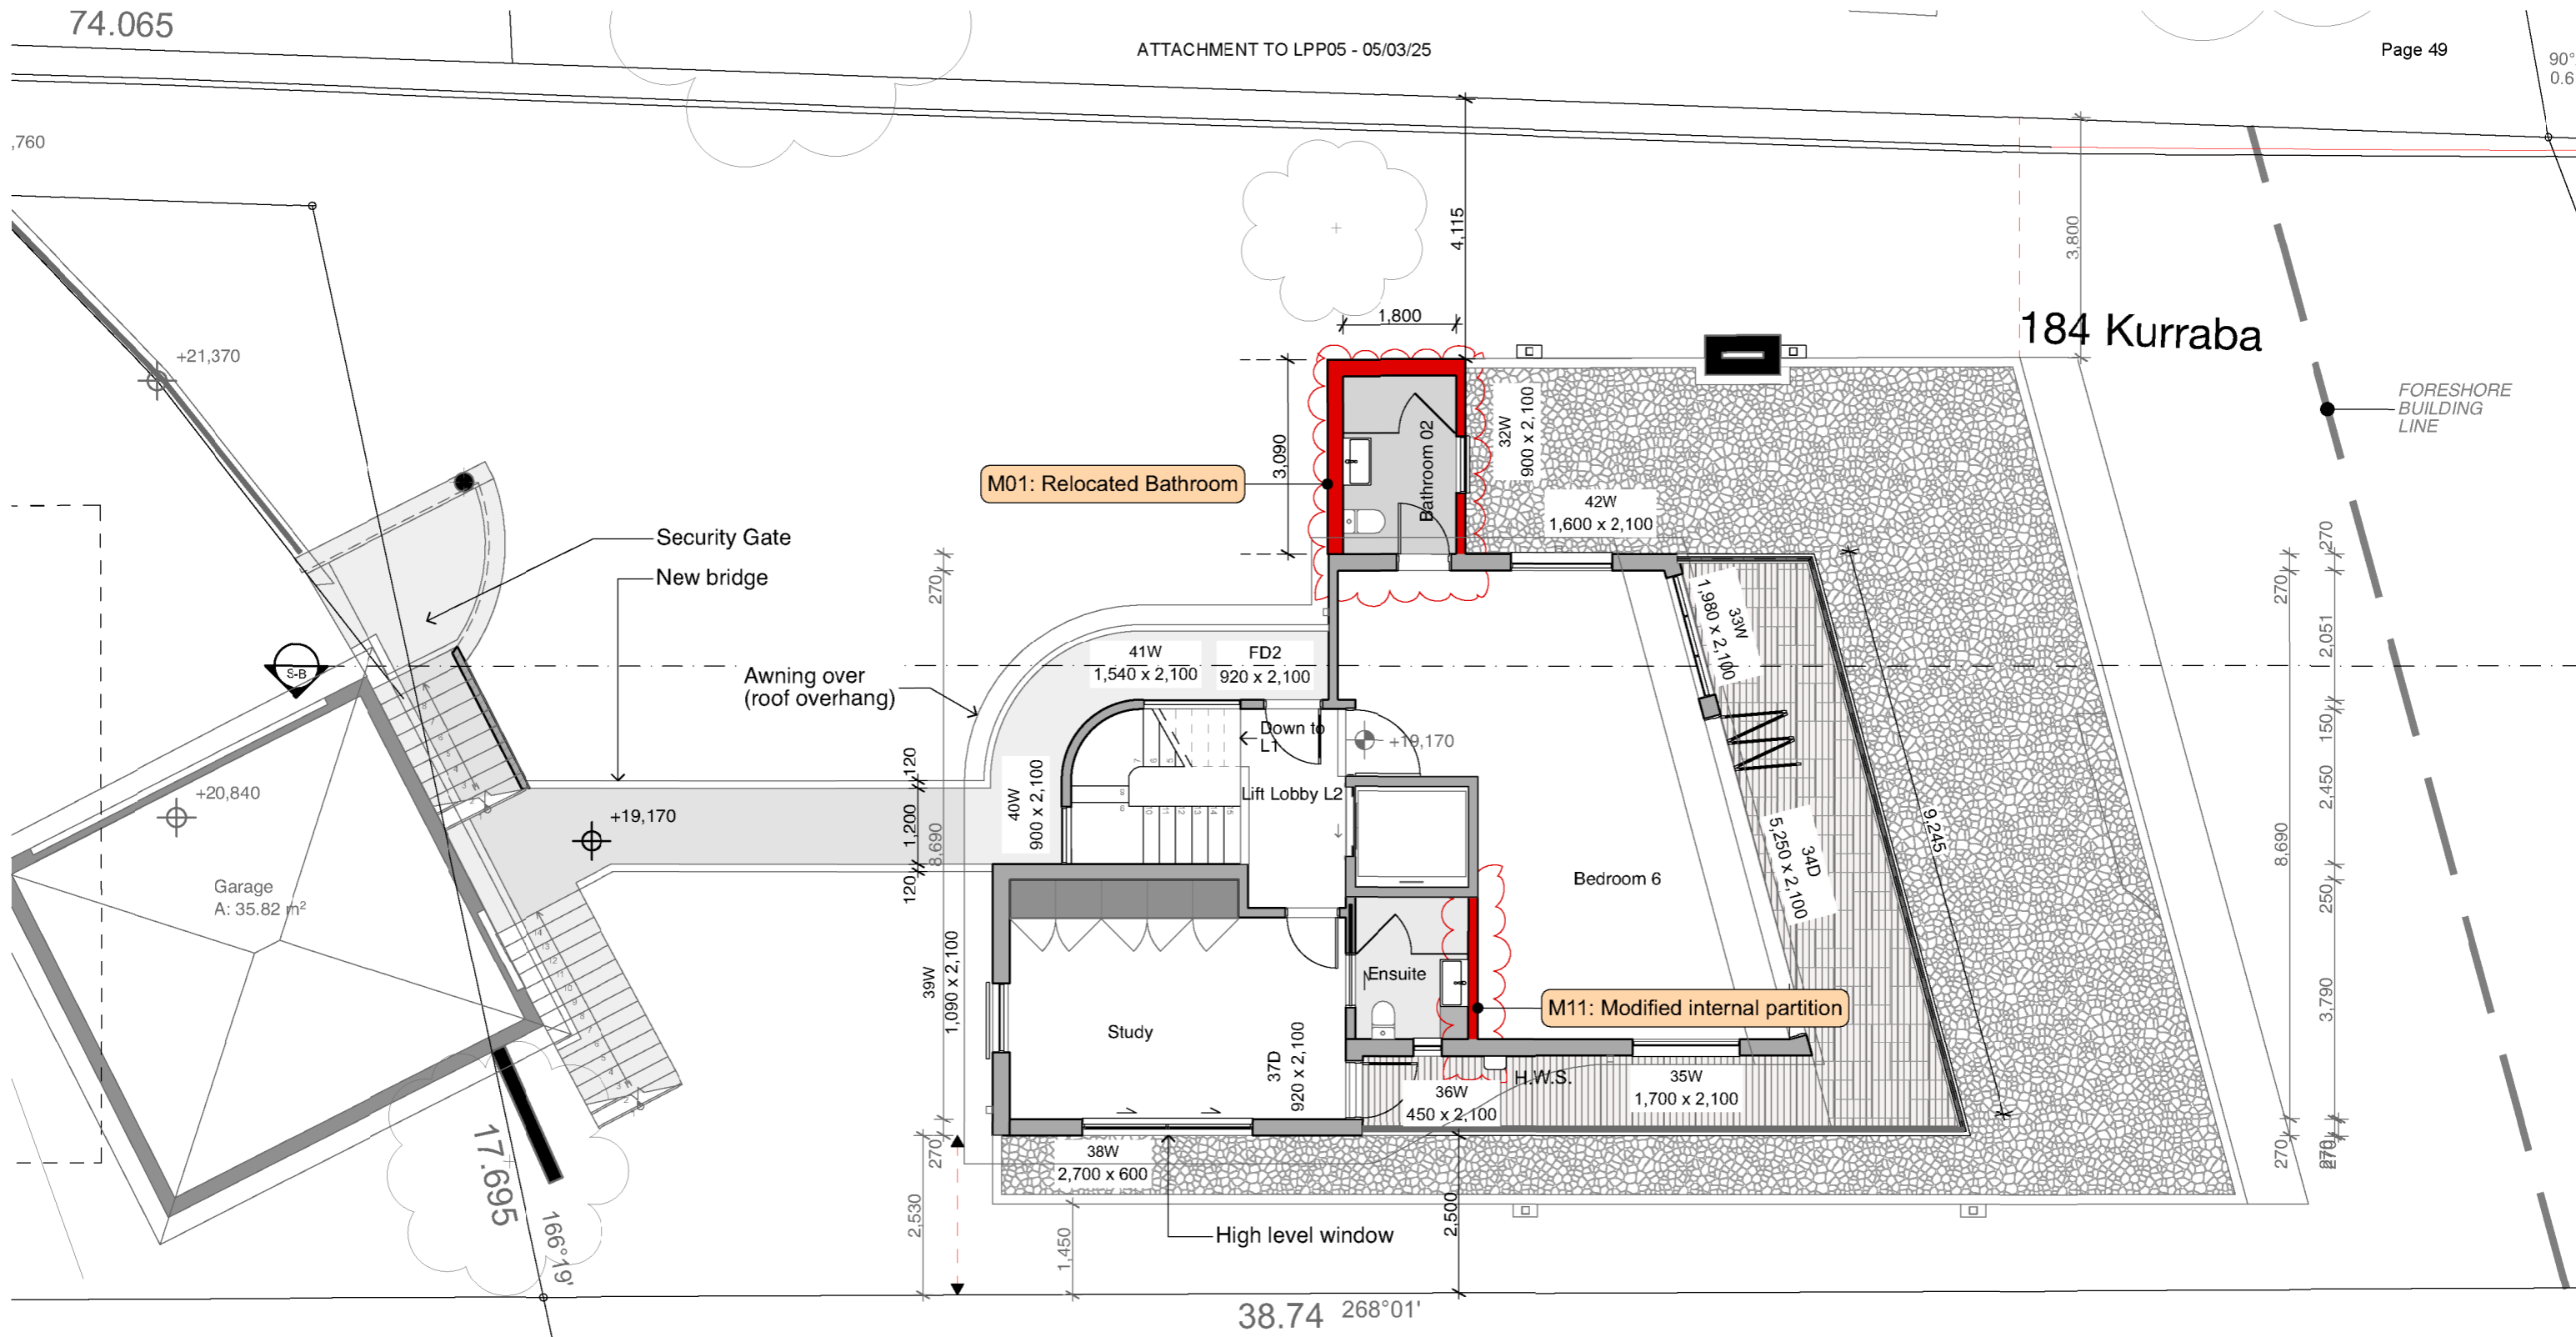 74.065
ATTACHMENT TO LPP05 - 05/03/25
Page 49
90°
0.6
,760
4,115
3,800
1,800
184 Kurraba
+21,370
FORESHORE
BUILDING
LINE
3,090
Bathroom 02
32W
900 x 2,100
M01: Relocated Bathroom
42W
1,600 x 2,100
Security Gate
New bridge
270
270
270
2,051
33W
1,980 x 2,100
41W
1,540 x 2,100
FD2
920 x 2,100
S-B
Awning over
(roof overhang)
Down to
L1
+19,170
150
120
40W
900 x 2,100
+20,840
Lift Lobby L2
2,450
+19,170
1,200
8,690
9,245
34D
5,250 x 2,100
8,690
Garage
A: 35.82 m²
120
Bedroom 6
250
39W
1,090 x 2,100
Ensuite
M11: Modified internal partition
3,790
Study
37D
920 x 2,100
H.W.S.
36W
450 x 2,100
35W
1,700 x 2,100
270
38W
2,700 x 600
270
270
17.695
166°19'
2,530
1,450
High level window
2,500
38.74 268°01'